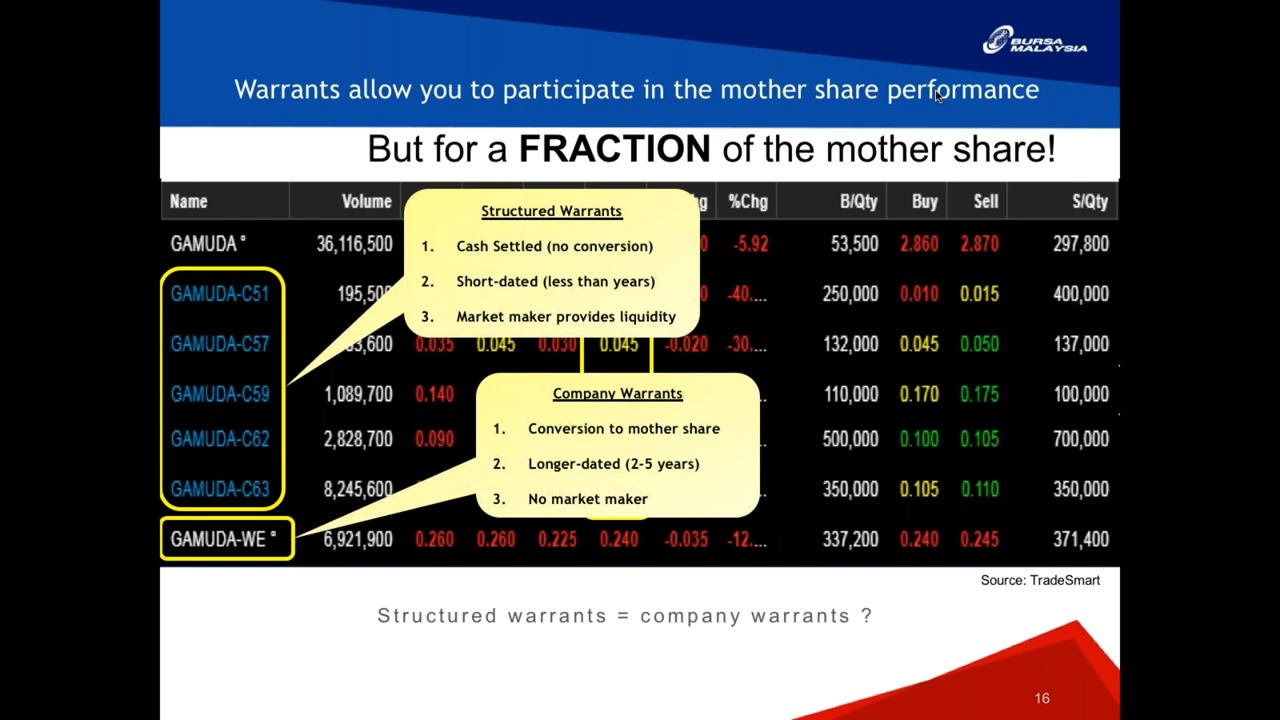 BURSA
MALAYSIA
Warrants allow you to participate in the mother share performance
But for a FRACTION of the mother share!
Name Volume %Chg B/Qty Buy Sell S/Qty
GAMUDA ° 36,116,500 -5.92 53,500 2.860 2.870 297,800
GAMUDA-C51 -40.... 250,000 0.010 0.015 400,000
GAMUDA-C57 0.035 0.045 0.030 0.045 -0.020 -30.... 132,000 0.045 0.050 137,000
GAMUDA-C59 1,089,700 0.140 110,000 0.170 0.175 100,000
GAMUDA-C62 2,828,700 0.090 500,000 0.100 0.105 700,000
GAMUDA-C63 8,245,600 350,000 0.105 0.110 350,000
GAMUDA-WE ° 6,921,900 0.260 0.260 0.225 0.240 -0.035 -12.... 337,200 0.240 0.245 371,400
Structured Warrants
1. Cash Settled (no conversion)
2. Short-dated (less than years)
3. Market maker provides liquidity
Company Warrants
1. Conversion to mother share
2. Longer-dated (2-5 years)
3. No market maker
Source: TradeSmart
Structured warrants = company warrants ?
16